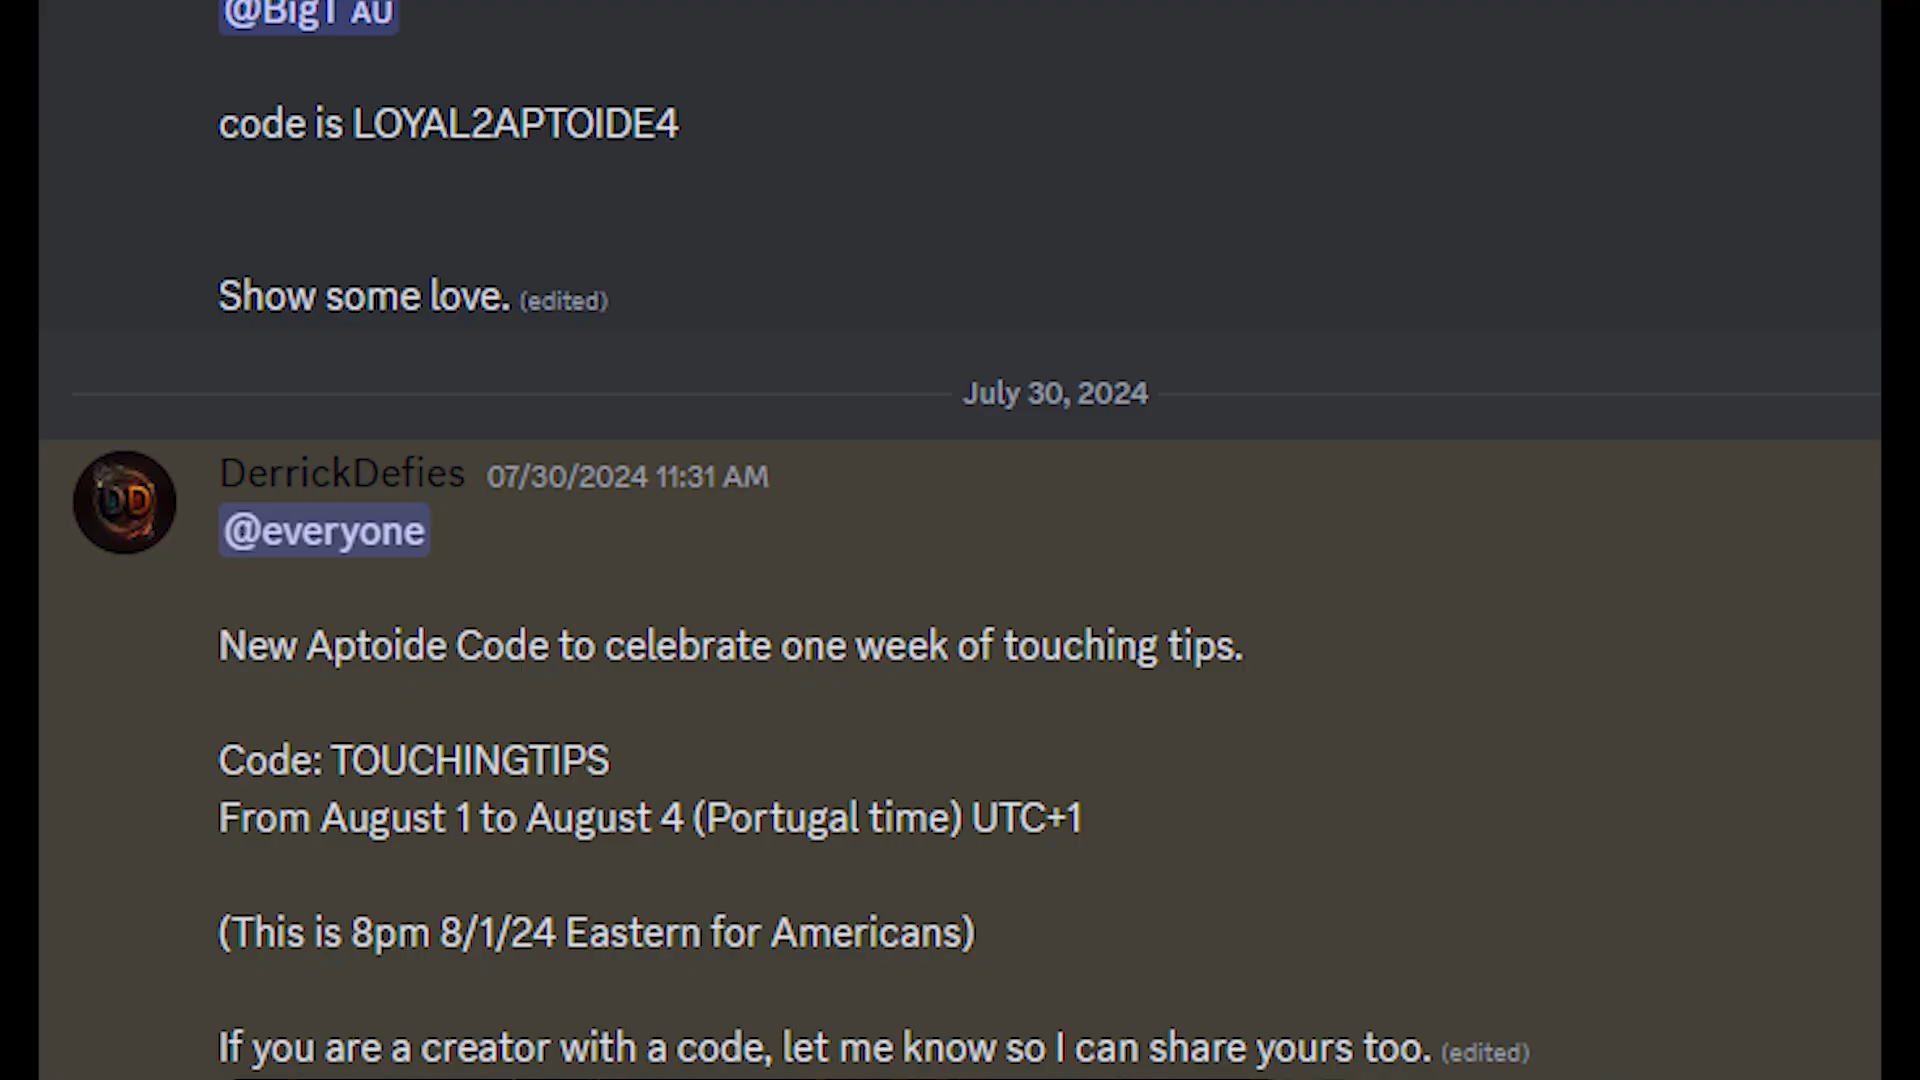 @BigT AU
code is LOYAL2APTOIDE4
Show some love. (edited)
July 30, 2024
DerrickDefies 07/30/2024 11:31 AM
@everyone
New Aptoide Code to celebrate one week of touching tips.
Code: TOUCHINGTIPS
From August 1 to August 4 (Portugal time) UTC+1
(This is 8pm 8/1/24 Eastern for Americans)
If you are a creator with a code, let me know so I can share yours too. (edited)
DD